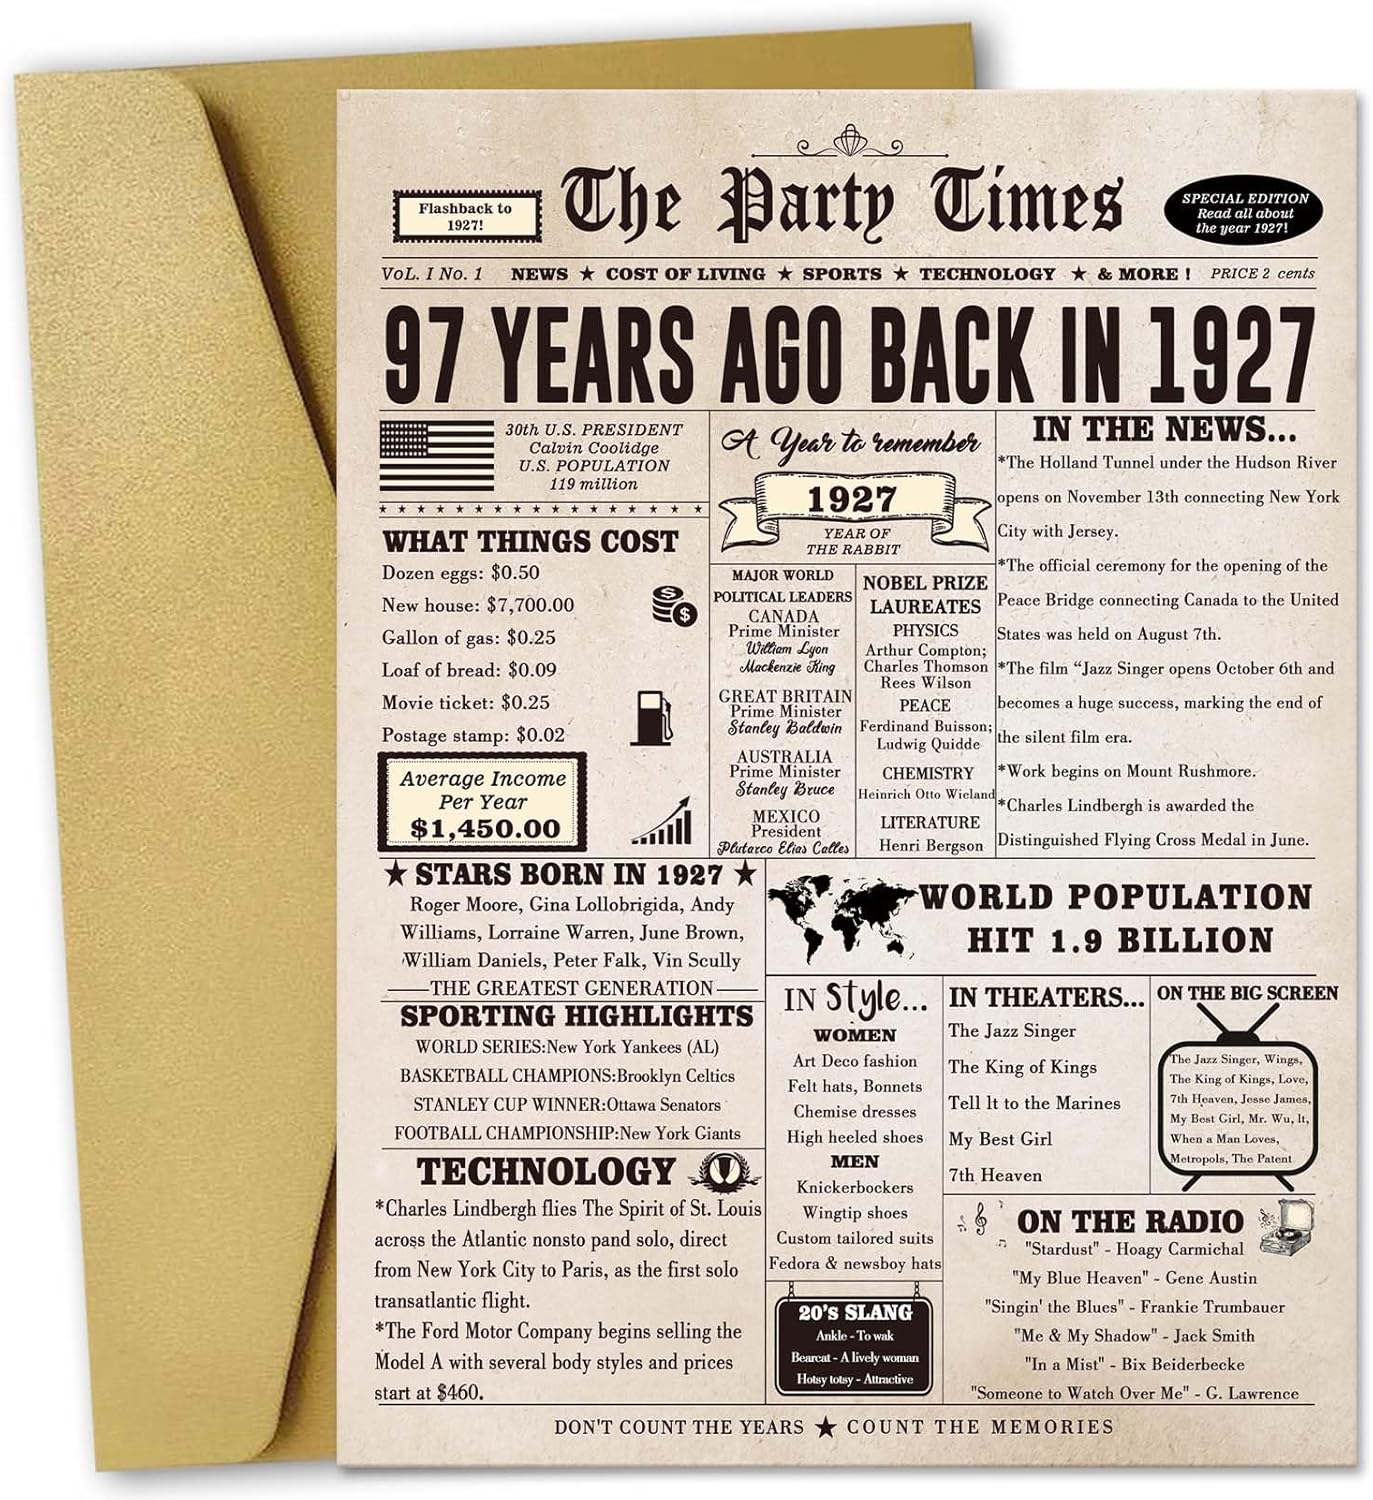 Flashback to
1927!
The Party Times
SPECIAL EDITION
Read all about
the year 1927!
VoL. I No. 1 NEWS ★ COST OF LIVING ★ SPORTS ★ TECHNOLOGY ★ & MORE ! PRICE 2 cents
97 YEARS AGO BACK IN 1927
30th U.S. PRESIDENT
Calvin Coolidge
U.S. POPULATION
119 million
WHAT THINGS COST
Dozen eggs: $0.50
New house: $7,700.00
Gallon of gas: $0.25
Loaf of bread: $0.09
Movie ticket: $0.25
Postage stamp: $0.02
Average Income
Per Year
$1,450.00
A Year to remember
1927
YEAR OF
THE RABBIT
MAJOR WORLD
POLITICAL LEADERS
CANADA
Prime Minister
William Lyon
Mackenzie King
GREAT BRITAIN
Prime Minister
Stanley Baldwin
AUSTRALIA
Prime Minister
Stanley Bruce
MEXICO
President
Plutarco Elias Calles
NOBEL PRIZE
LAUREATES
PHYSICS
Arthur Compton;
Charles Thomson
Rees Wilson
PEACE
Ferdinand Buisson;
Ludwig Quidde
CHEMISTRY
Heinrich Otto Wieland
LITERATURE
Henri Bergson
IN THE NEWS...
*The Holland Tunnel under the Hudson River
opens on November 13th connecting New York
City with Jersey.
*The official ceremony for the opening of the
Peace Bridge connecting Canada to the United
States was held on August 7th.
*The film “Jazz Singer opens October 6th and
becomes a huge success, marking the end of
the silent film era.
*Work begins on Mount Rushmore.
*Charles Lindbergh is awarded the
Distinguished Flying Cross Medal in June.
★ STARS BORN IN 1927 ★
Roger Moore, Gina Lollobrigida, Andy
Williams, Lorraine Warren, June Brown,
William Daniels, Peter Falk, Vin Scully
THE GREATEST GENERATION
SPORTING HIGHLIGHTS
WORLD SERIES:New York Yankees (AL)
BASKETBALL CHAMPIONS:Brooklyn Celtics
STANLEY CUP WINNER:Ottawa Senators
FOOTBALL CHAMPIONSHIP:New York Giants
TECHNOLOGY
*Charles Lindbergh flies The Spirit of St. Louis
across the Atlantic nonsto pand solo, direct
from New York City to Paris, as the first solo
transatlantic flight.
*The Ford Motor Company begins selling the
Model A with several body styles and prices
start at $460.
WORLD POPULATION
HIT 1.9 BILLION
IN Style...
WOMEN
Art Deco fashion
Felt hats, Bonnets
Chemise dresses
High heeled shoes
MEN
Knickerbockers
Wingtip shoes
Custom tailored suits
Fedora & newsboy hats
20's SLANG
Ankle - To wak
Bearcat - A lively woman
Hotsy totsy - Attractive
IN THEATERS...
The Jazz Singer
The King of Kings
Tell It to the Marines
My Best Girl
7th Heaven
ON THE BIG SCREEN
The Jazz Singer, Wings,
The King of Kings, Love,
7th Heaven, Jesse James,
My Best Girl, Mr. Wu, It,
When a Man Loves,
Metropols, The Patent
ON THE RADIO
"Stardust" - Hoagy Carmichal
"My Blue Heaven" - Gene Austin
"Singin' the Blues" - Frankie Trumbauer
"Me & My Shadow" - Jack Smith
"In a Mist" - Bix Beiderbecke
"Someone to Watch Over Me" - G. Lawrence
DON'T COUNT THE YEARS ★ COUNT THE MEMORIES